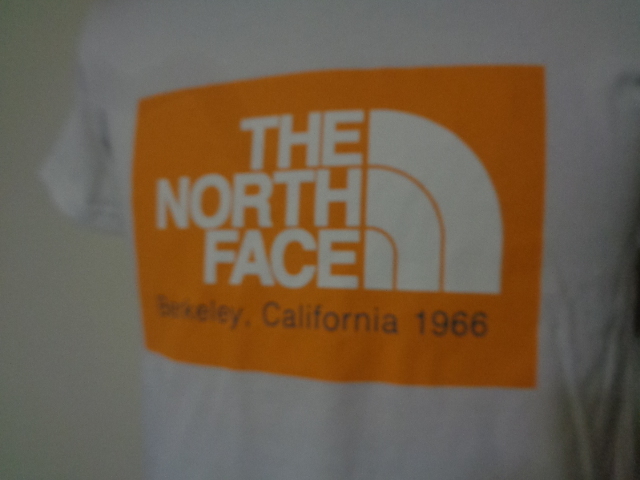 THE
NORTH
FACE
Berkeley, California 1966